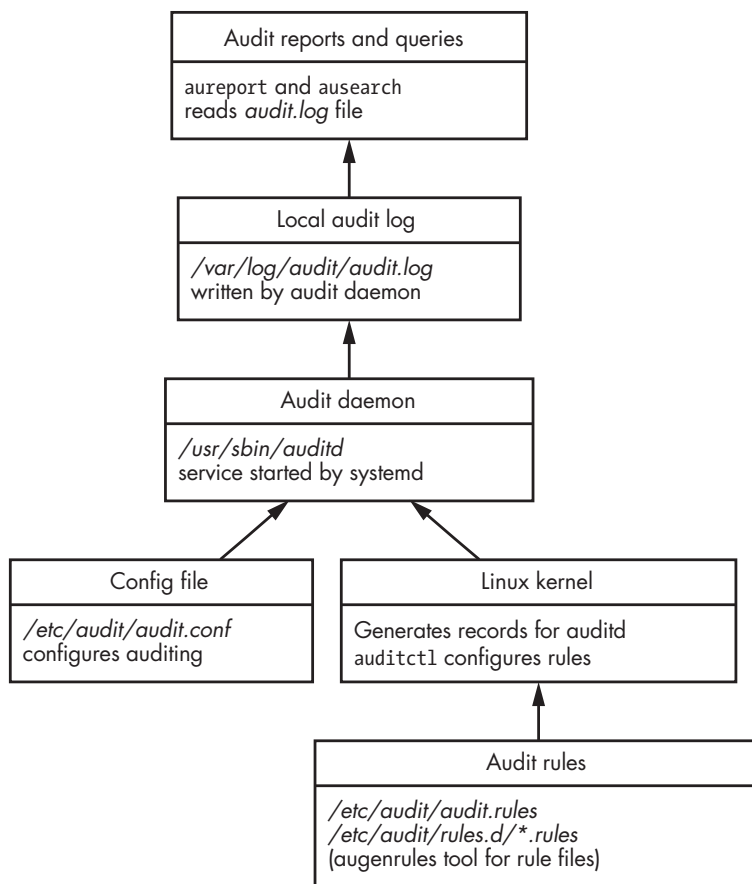 Audit reports and queries
aureport and ausearch
reads audit.log file
Local audit log
/var/log/audit/audit.log
written by audit daemon
Audit daemon
/usr/sbin/auditd
service started by systemd
Config file
/etc/audit/audit.conf
configures auditing
Linux kernel
Generates records for auditd
auditctl configures rules
Audit rules
/etc/audit/audit.rules
/etc/audit/rules.d/*.rules
(augenrules tool for rule files)